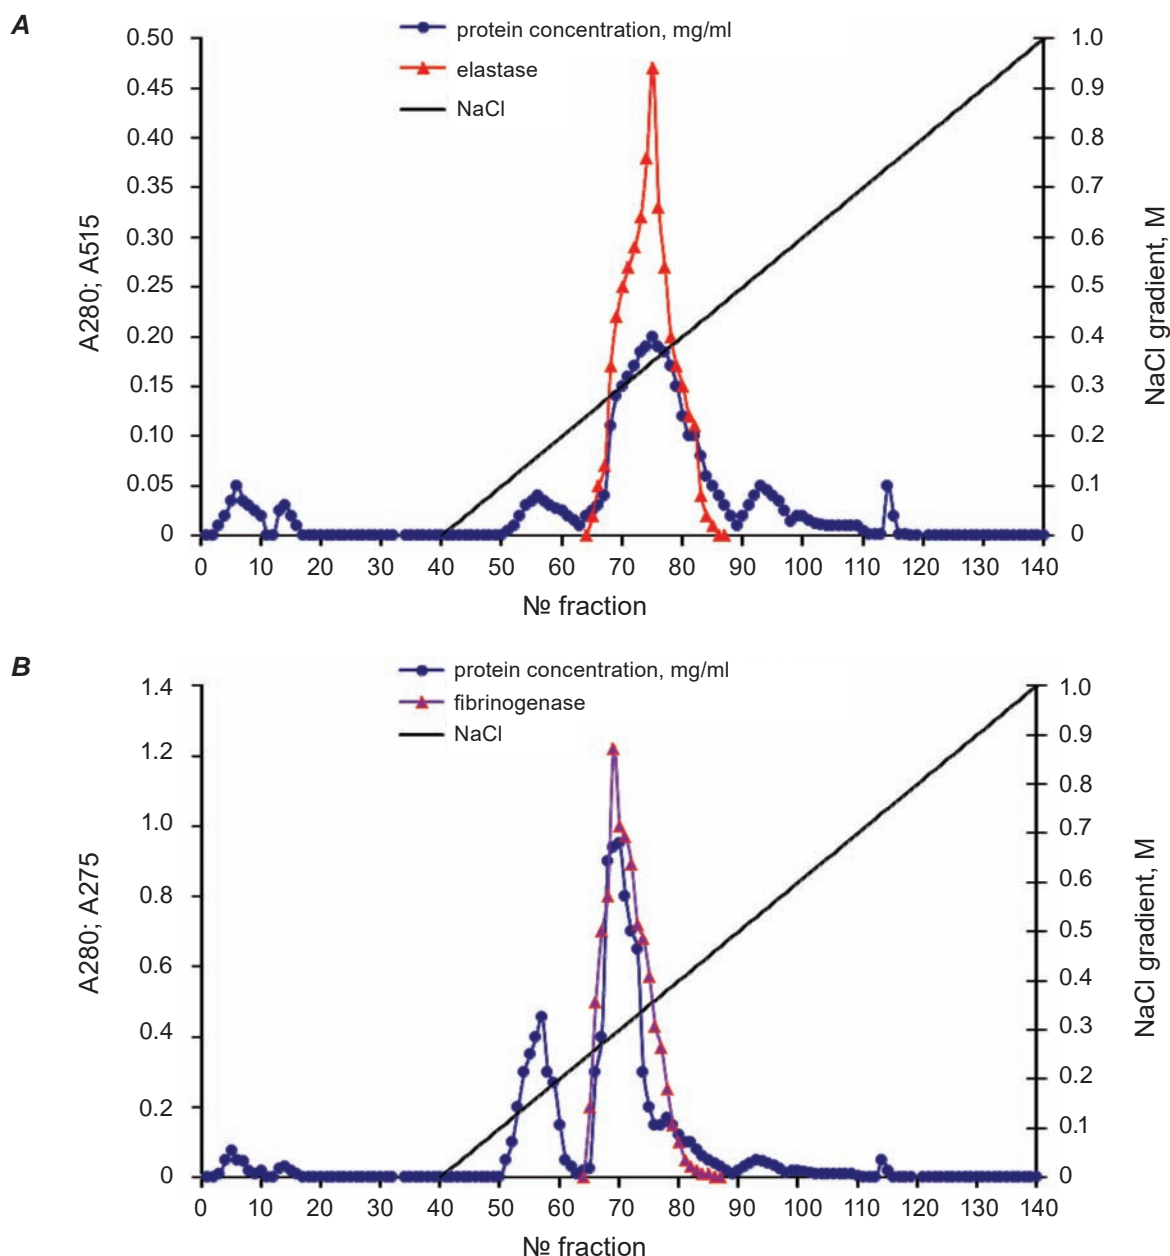 A
protein concentration, mg/ml
elastase
NaCl
0.50
0.45
0.40
0.35
0.30
0.25
0.20
0.15
0.10
0.05
0
A280; A515
1.0
0.9
0.8
0.7
0.6
0.5
0.4
0.3
0.2
0.1
0
NaCl gradient, M
0 10 20 30 40 50 60 70 80 90 100 110 120 130 140
№ fraction
B
protein concentration, mg/ml
fibrinogenase
NaCl
1.4
1.2
1.0
0.8
0.6
0.4
0.2
0
A280; A275
1.0
0.9
0.8
0.7
0.6
0.5
0.4
0.3
0.2
0.1
0
NaCl gradient, M
0 10 20 30 40 50 60 70 80 90 100 110 120 130 140
№ fraction